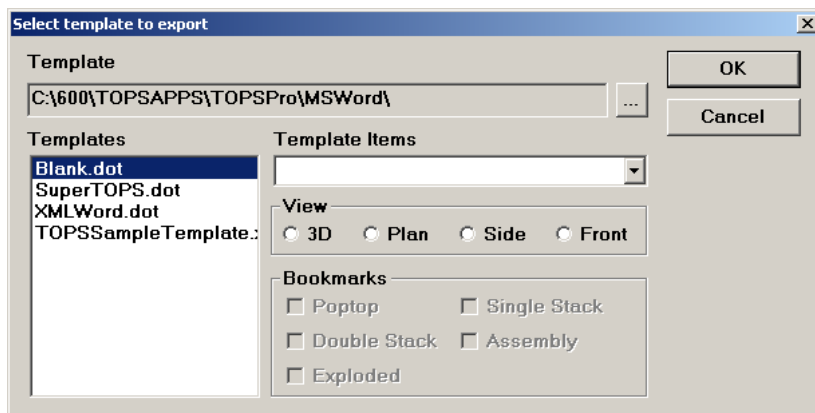 Select template to export
Template
OK
C:\600\TOPSAPPS\TOPSPro\MSWord\
...
Cancel
Templates
Template Items
Blank.dot
SuperTOPS.dot
XMLWord.dot
TOPSSampleTemplate.x
View
3D Plan Side Front
Bookmarks
Poptop Single Stack
Double Stack Assembly
Exploded